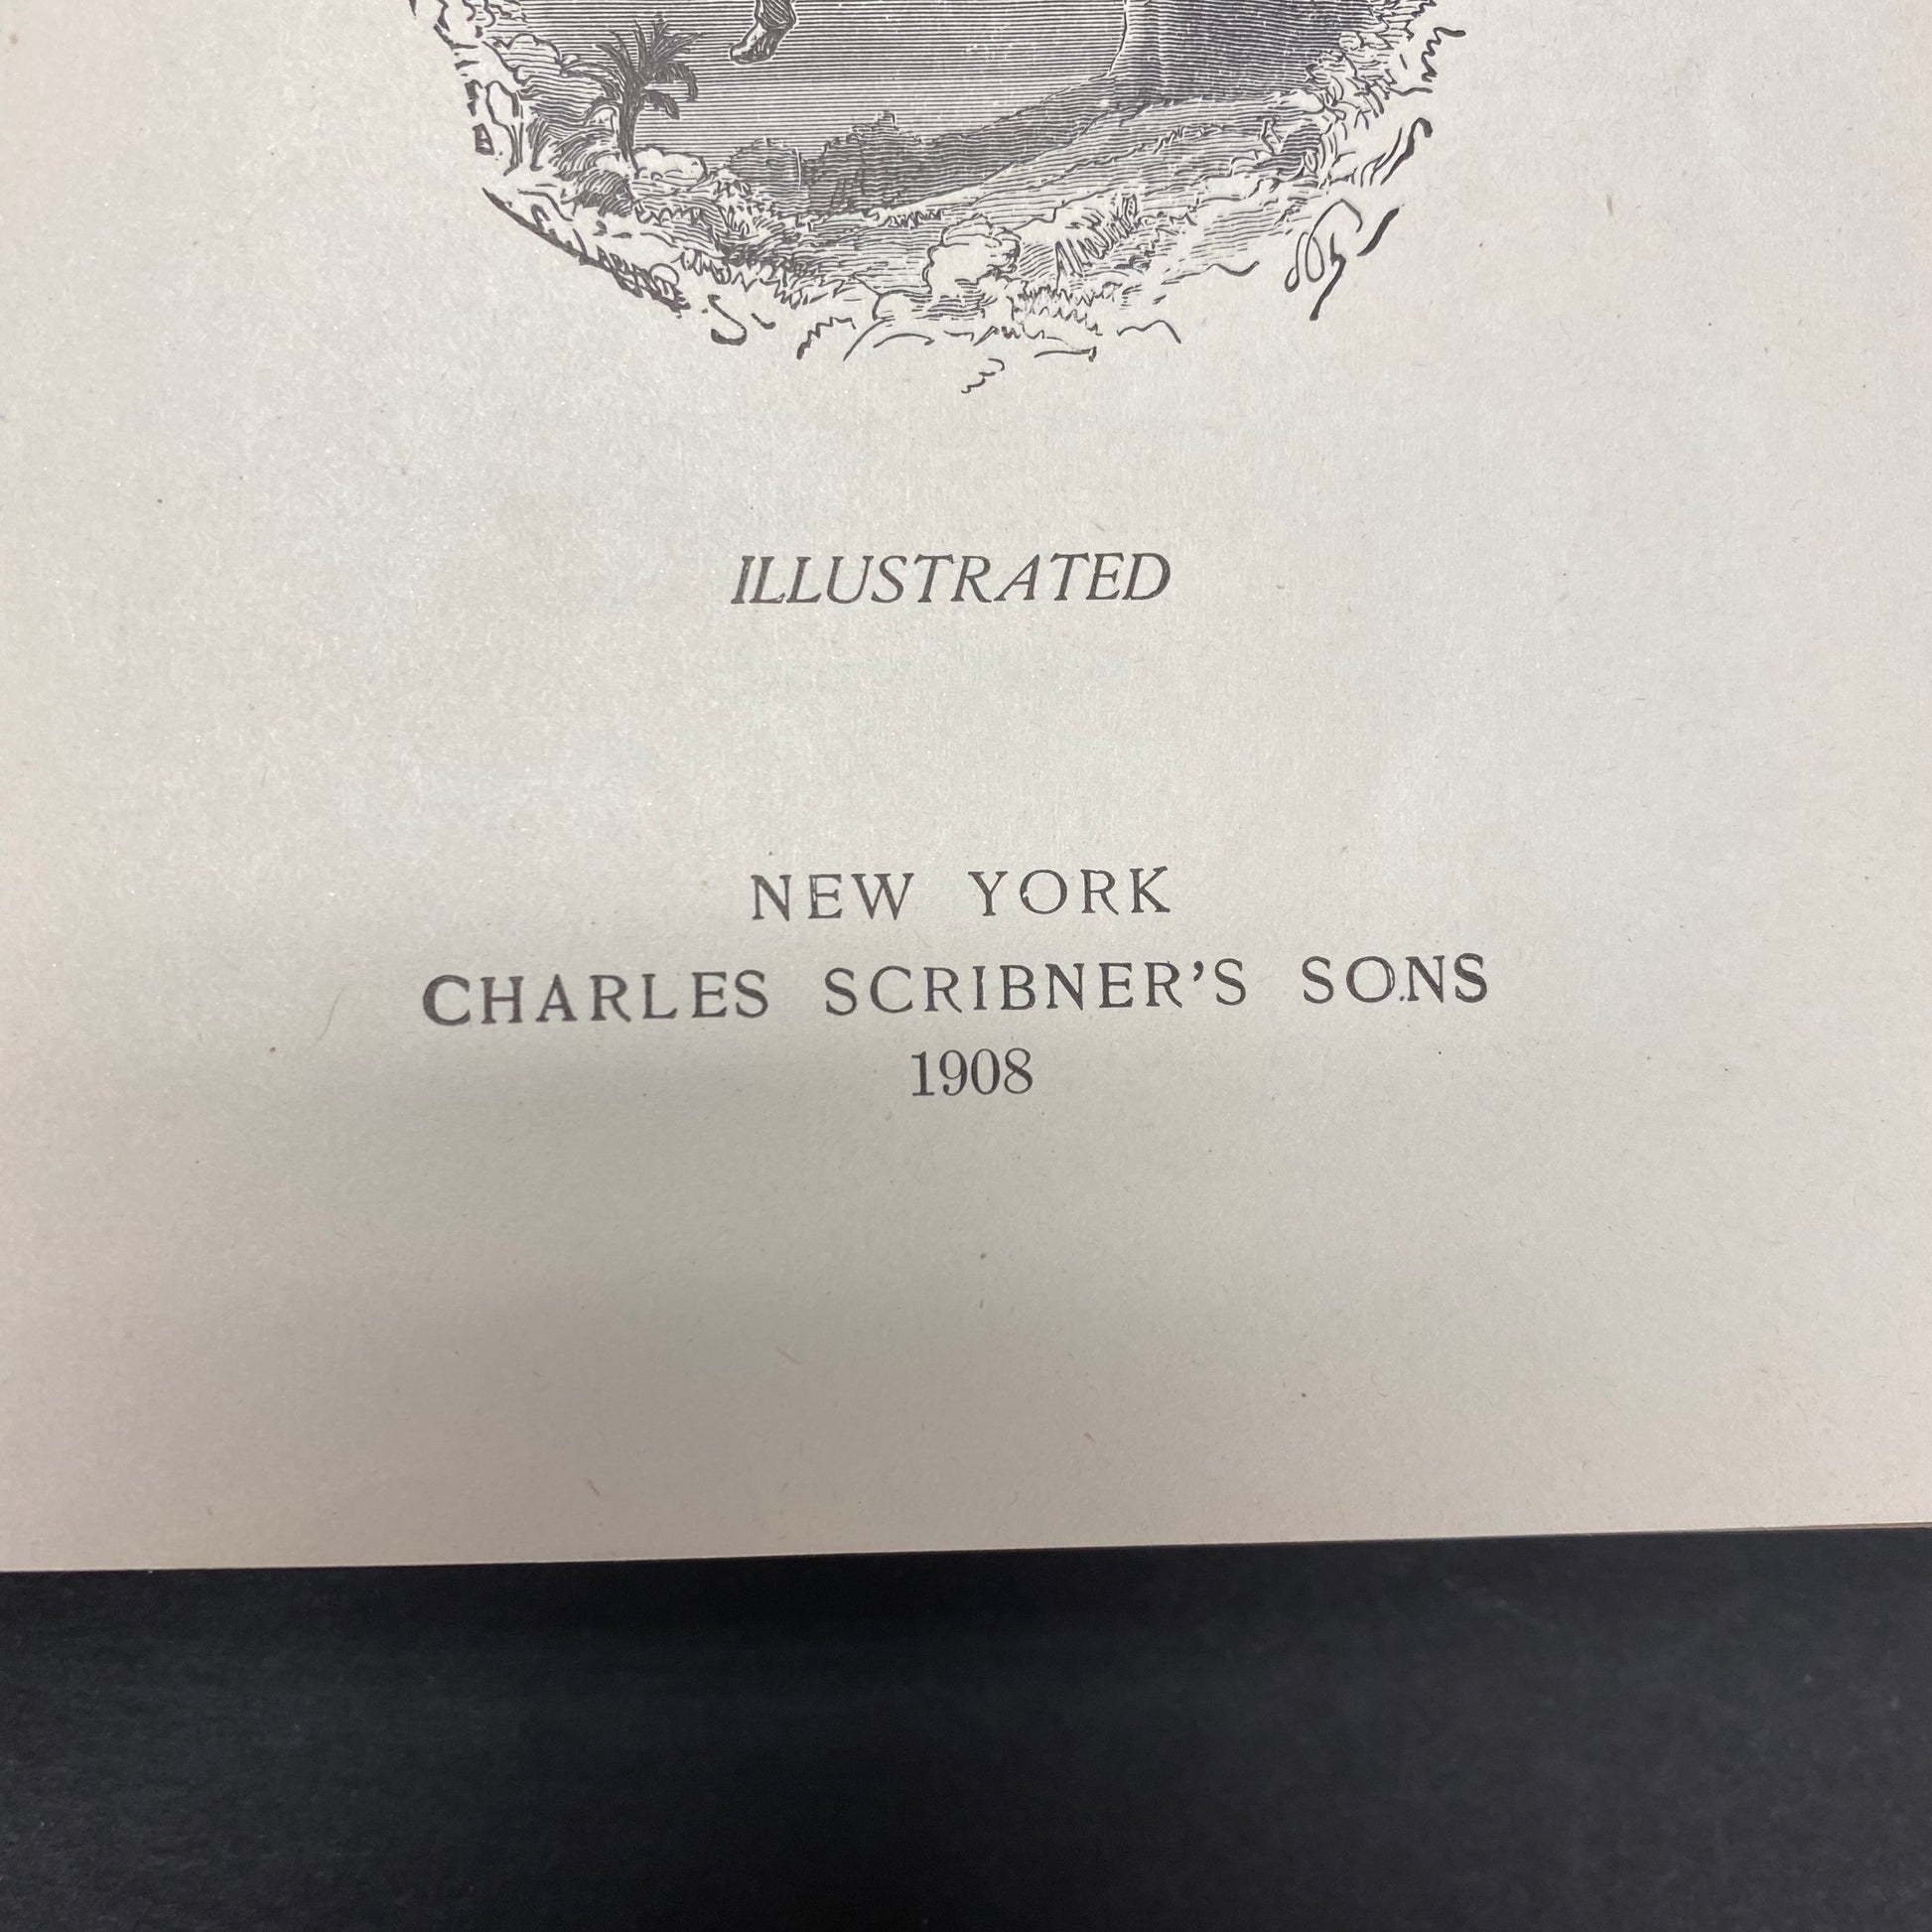 ILLUSTRATED
NEW YORK
CHARLES SCRIBNER'S SONS
1908